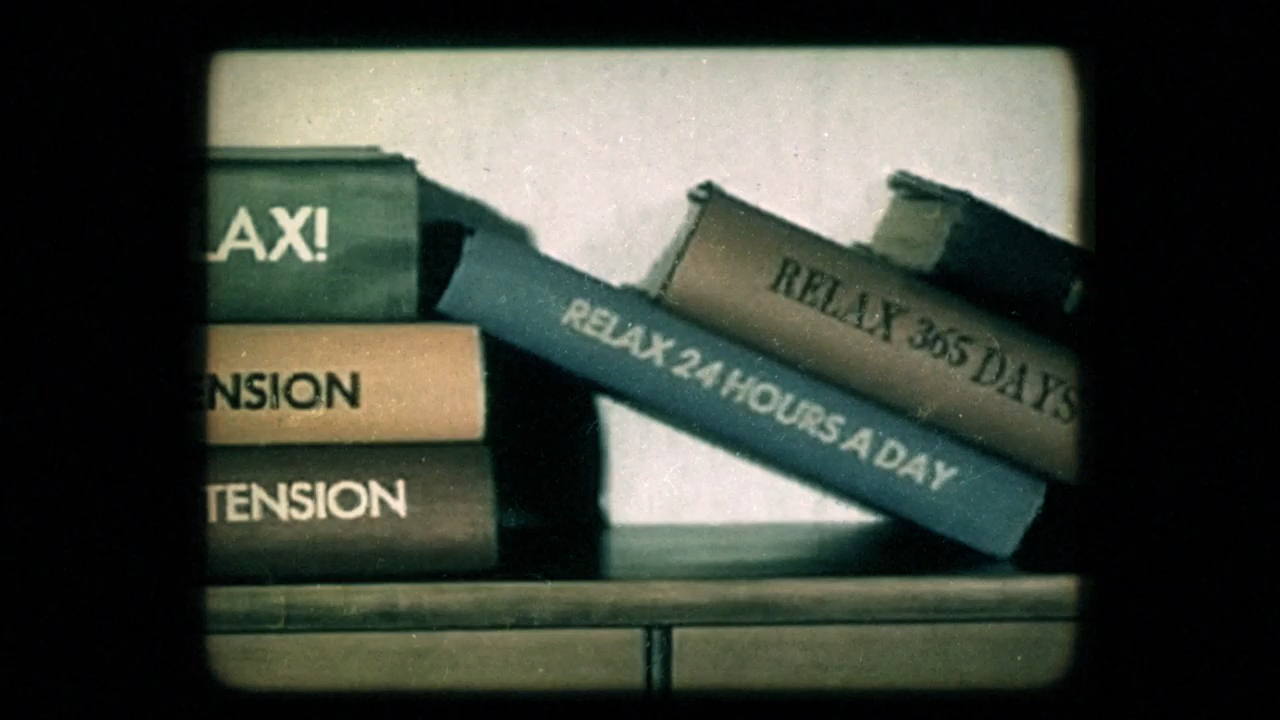 LAX!
ENSION
TENSION
RELAX 24 HOURS A DAY
RELAX 365 DAYS